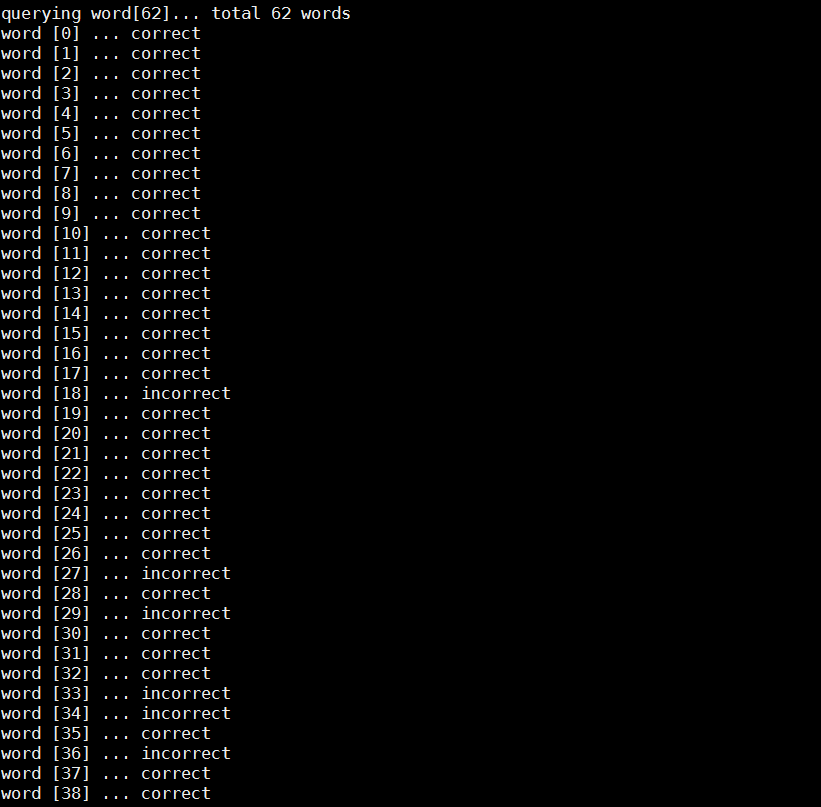 querying word[62]... total 62 words
word [0] ... correct
word [1] ... correct
word [2] ... correct
word [3] ... correct
word [4] ... correct
word [5] ... correct
word [6] ... correct
word [7] ... correct
word [8] ... correct
word [9] ... correct
word [10] ... correct
word [11] ... correct
word [12] ... correct
word [13] ... correct
word [14] ... correct
word [15] ... correct
word [16] ... correct
word [17] ... correct
word [18] ... incorrect
word [19] ... correct
word [20] ... correct
word [21] ... correct
word [22] ... correct
word [23] ... correct
word [24] ... correct
word [25] ... correct
word [26] ... correct
word [27] ... incorrect
word [28] ... correct
word [29] ... incorrect
word [30] ... correct
word [31] ... correct
word [32] ... correct
word [33] ... incorrect
word [34] ... incorrect
word [35] ... correct
word [36] ... incorrect
word [37] ... correct
word [38] ... correct